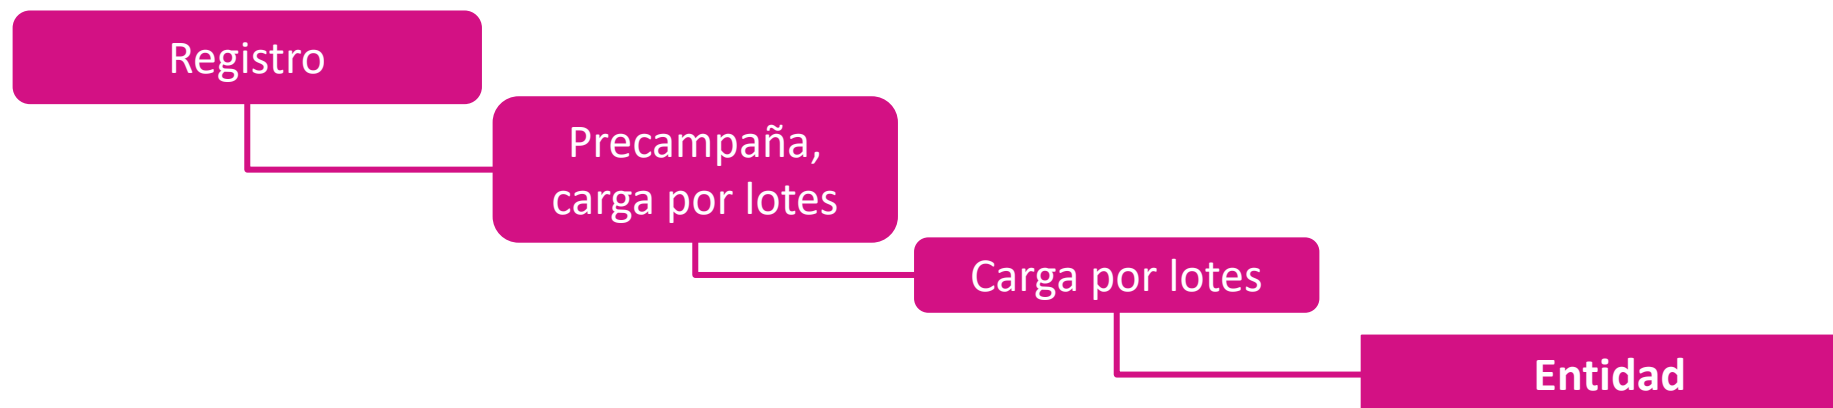 Registro
Precampaña,
carga por lotes
Carga por lotes
Entidad